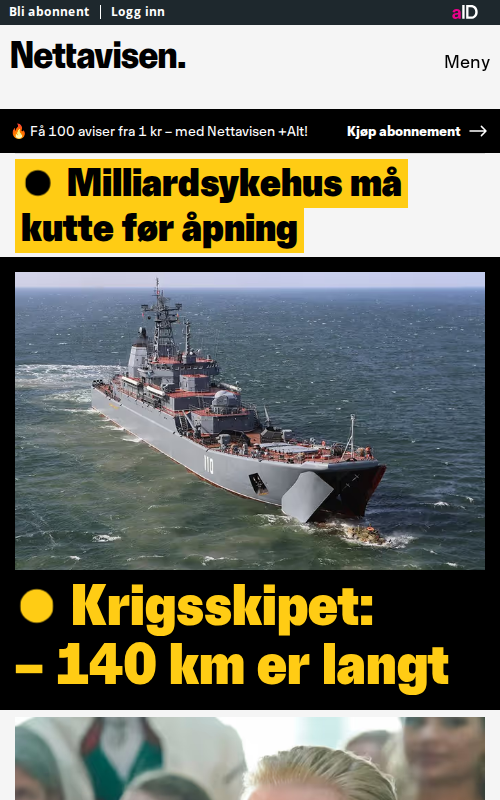 Bli abonnent | Logg inn
aID
Nettavisen.
Meny
🔥 Få 100 aviser fra 1 kr – med Nettavisen +Alt!
Kjøp abonnement →
● Milliardsykehus må
kutte før åpning
110
● Krigsskipet:
– 140 km er langt